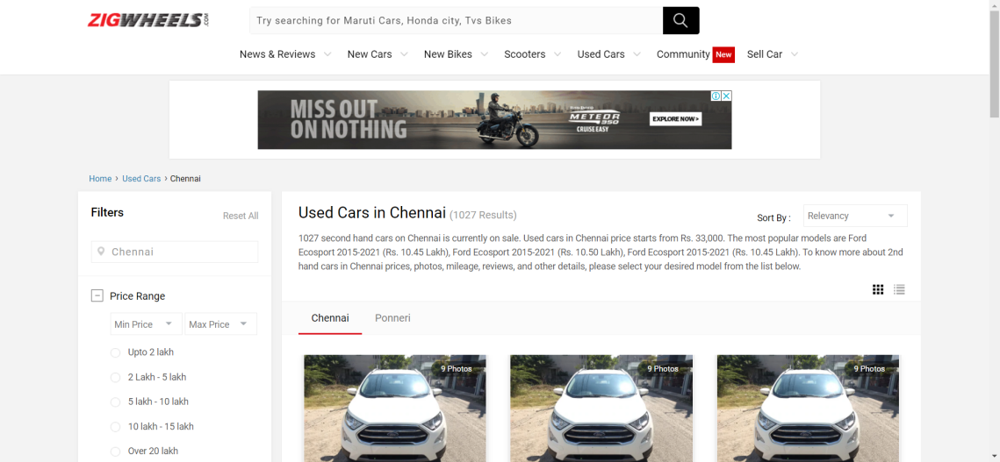 ZIGWHEELS.COM
Try searching for Maruti Cars, Honda city, Tvs Bikes
News & Reviews New Cars New Bikes Scooters Used Cars Community New Sell Car
MISS OUT
ON NOTHING
METEOR
350
CRUISE EASY
EXPLORE NOW >
Home › Used Cars › Chennai
Filters
Reset All
Chennai
Price Range
Min Price Max Price
Upto 2 lakh
2 Lakh - 5 lakh
5 lakh - 10 lakh
10 lakh - 15 lakh
Over 20 lakh
Used Cars in Chennai (1027 Results)
Sort By : Relevancy
1027 second hand cars on Chennai is currently on sale. Used cars in Chennai price starts from Rs. 33,000. The most popular models are Ford
Ecosport 2015-2021 (Rs. 10.45 Lakh), Ford Ecosport 2015-2021 (Rs. 10.50 Lakh), Ford Ecosport 2015-2021 (Rs. 10.45 Lakh). To know more about 2nd
hand cars in Chennai prices, photos, mileage, reviews, and other details, please select your desired model from the list below.
Chennai Ponneri
9 Photos 9 Photos 9 Photos